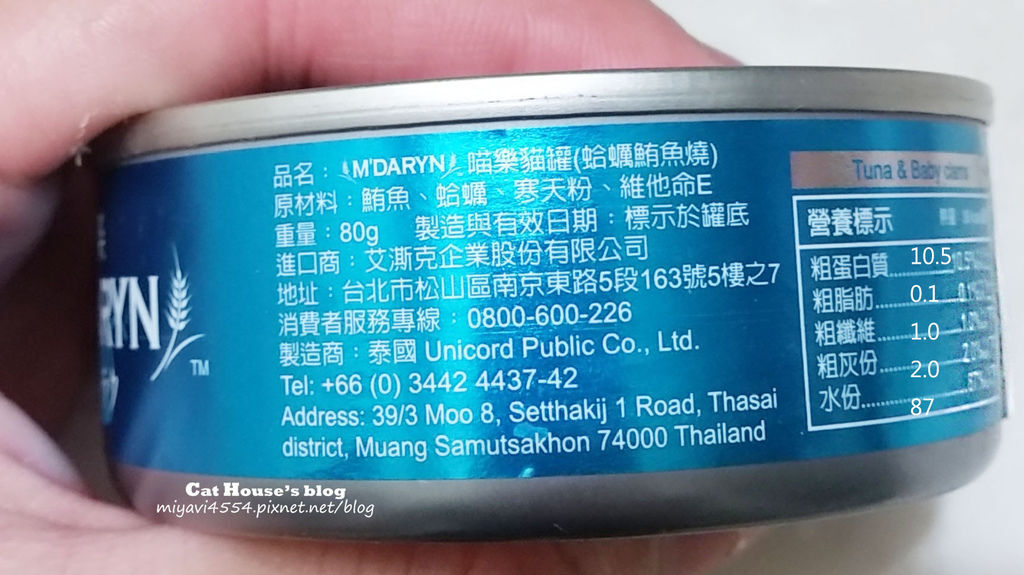 RYN
TM
品名：M'DARYN 喵樂貓罐(蛤蠣鮪魚燒)
原材料：鮪魚、蛤蠣、寒天粉、維他命E
重量：80g 製造與有效日期：標示於罐底
進口商：艾澌克企業股份有限公司
地址：台北市松山區南京東路5段163號5樓之7
消費者服務專線：0800-600-226
製造商：泰國 Unicord Public Co., Ltd.
Tel: +66 (0) 3442 4437-42
Address: 39/3 Moo 8, Setthakij 1 Road, Thasai
district, Muang Samutsakhon 74000 Thailand
Tuna & Baby clams
營養標示
粗蛋白質 10.5
粗脂肪 0.1
粗纖維 1.0
粗灰份 2.0
水份 87
Cat House's blog
miyavi4554.pixnet.net/blog